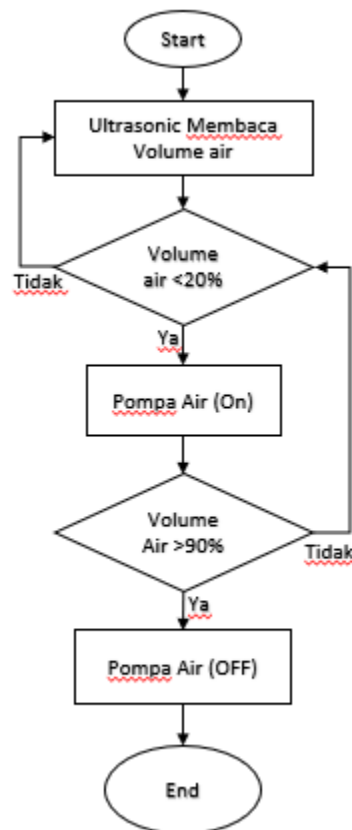 Start
Ultrasonic Membaca
Volume air
Volume
air <20%
Tidak
Ya
Pompa Air (On)
Volume
Air >90%
Tidak
Ya
Pompa Air (OFF)
End